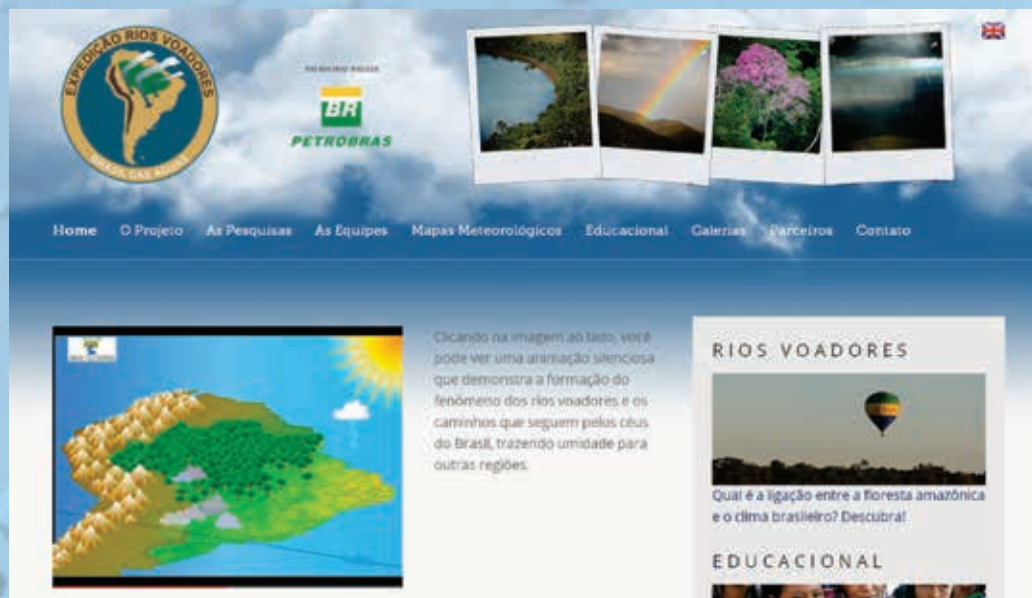 EXPEDIÇÃO RIOS VOADORES
BRASIL DAS ÁGUAS
BR
PETROBRAS
Home O Projeto As Pesquisas As Equipes Mapas Meteorológicos Educacional Galerias Parceiros Contato
Clicando na imagem ao lado, você
pode ver uma animação silenciosa
que demonstra a formação do
fenômeno dos rios voadores e os
caminhos que seguem pelos céus
do Brasil, trazendo umidade para
outras regiões.
RIOS VOADORES
Qual é a ligação entre a floresta amazônica
e o clima brasileiro? Descubra!
EDUCACIONAL